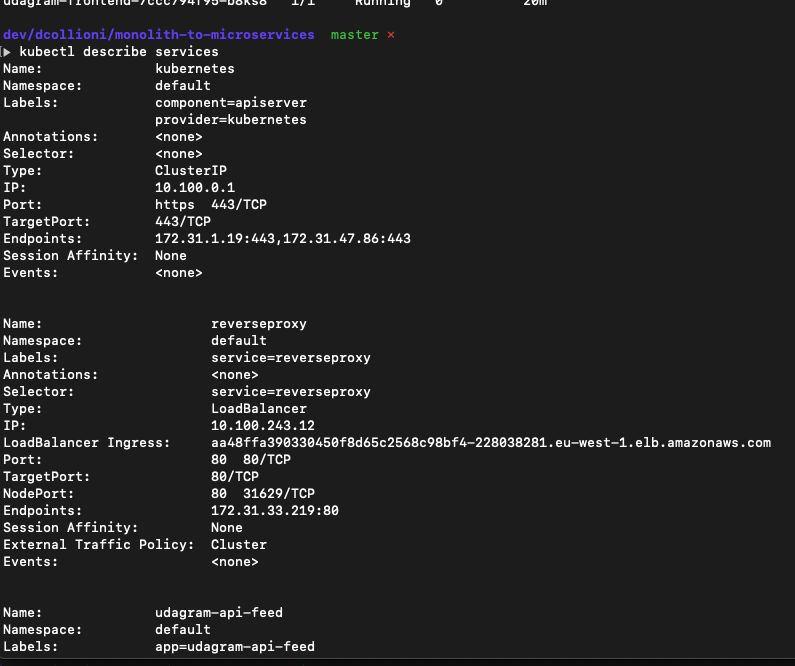 udagram-frontend-7ccc794f95-b8ks8 1/1 Running 0 20m
dev/dcollioni/monolith-to-microservices master ×
▶ kubectl describe services
Name: kubernetes
Namespace: default
Labels: component=apiserver
provider=kubernetes
Annotations: <none>
Selector: <none>
Type: ClusterIP
IP: 10.100.0.1
Port: https 443/TCP
TargetPort: 443/TCP
Endpoints: 172.31.1.19:443,172.31.47.86:443
Session Affinity: None
Events: <none>
Name: reverseproxy
Namespace: default
Labels: service=reverseproxy
Annotations: <none>
Selector: service=reverseproxy
Type: LoadBalancer
IP: 10.100.243.12
LoadBalancer Ingress: aa48ffa390330450f8d65c2568c98bf4-228038281.eu-west-1.elb.amazonaws.com
Port: 80 80/TCP
TargetPort: 80/TCP
NodePort: 80 31629/TCP
Endpoints: 172.31.33.219:80
Session Affinity: None
External Traffic Policy: Cluster
Events: <none>
Name: udagram-api-feed
Namespace: default
Labels: app=udagram-api-feed